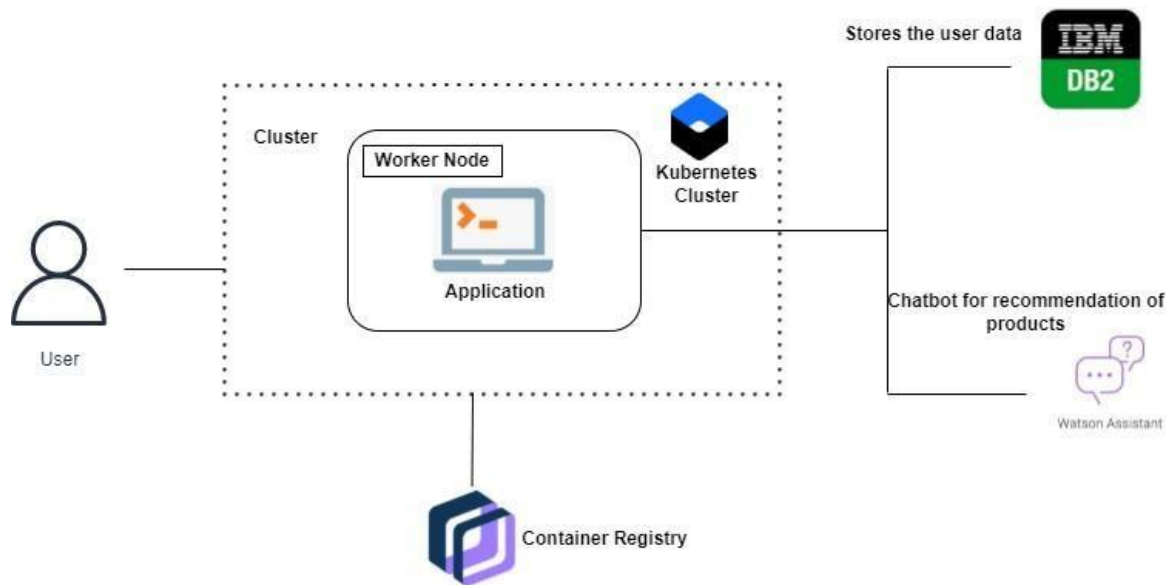 Stores the user data
IBM
DB2
Cluster
Worker Node
Kubernetes
Cluster
Application
User
Chatbot for recommendation of
products
?
Watson Assistant
Container Registry